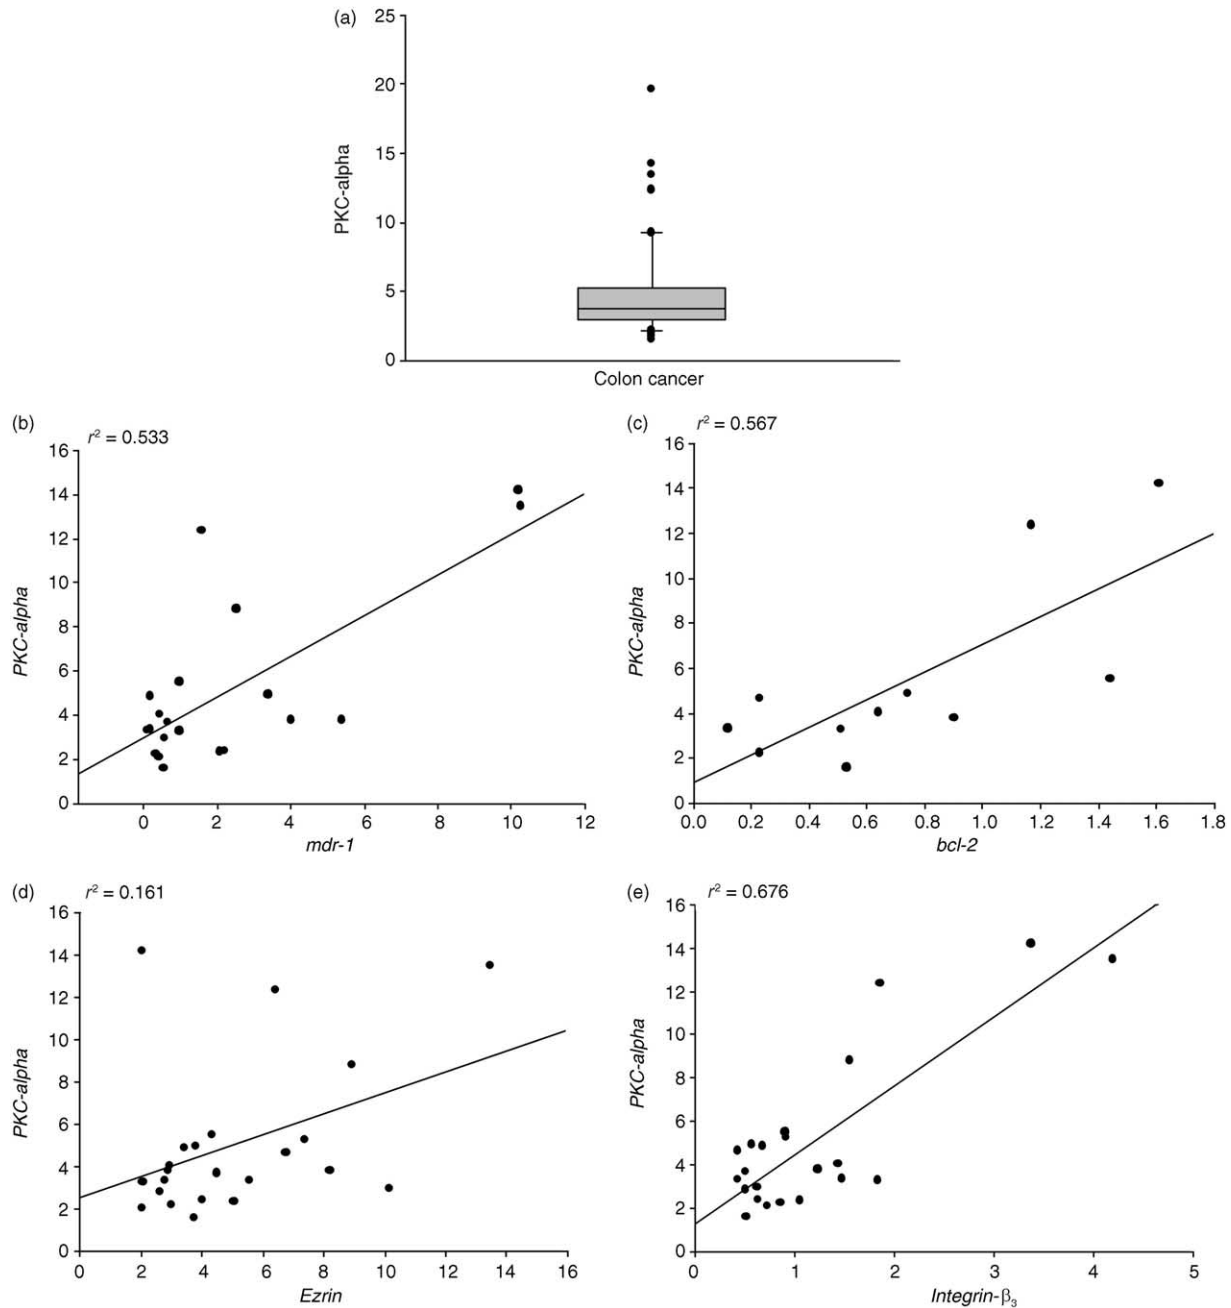 (a)
25
20
15
10
5
0
PKC-alpha
Colon cancer
(b)
r² = 0.533
16
14
12
10
8
6
4
2
0
PKC-alpha
0 2 4 6 8 10 12
mdr-1
(c)
r² = 0.567
16
14
12
10
8
6
4
2
0
PKC-alpha
0.0 0.2 0.4 0.6 0.8 1.0 1.2 1.4 1.6 1.8
bcl-2
(d)
r² = 0.161
16
14
12
10
8
6
4
2
0
PKC-alpha
0 2 4 6 8 10 12 14 16
Ezrin
(e)
r² = 0.676
16
14
12
10
8
6
4
2
0
PKC-alpha
0 1 2 3 4 5
Integrin-β₃